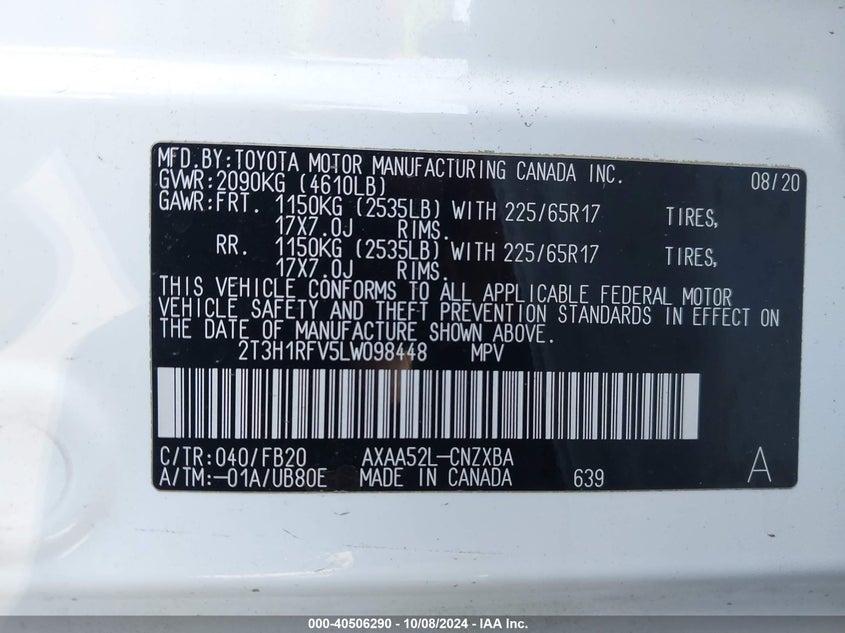 MFD.BY:TOYOTA MOTOR MANUFACTURING CANADA INC. 08/20
GVWR:2090KG (4610LB)
GAWR:FRT. 1150KG (2535LB) WITH 225/65R17 TIRES,
17X7.0J RIMS.
RR. 1150KG (2535LB) WITH 225/65R17 TIRES,
17X7.0J RIMS.
THIS VEHICLE CONFORMS TO ALL APPLICABLE FEDERAL MOTOR
VEHICLE SAFETY AND THEFT PREVENTION STANDARDS IN EFFECT ON
THE DATE OF MANUFACTURE SHOWN ABOVE.
2T3H1RFV5LW098448 MPV
C/TR:040/FB20 AXAA52L-CNZXBA
A/TM:-01A/UB80E MADE IN CANADA 639 A
000-40506290 - 10/08/2024 - IAA Inc.